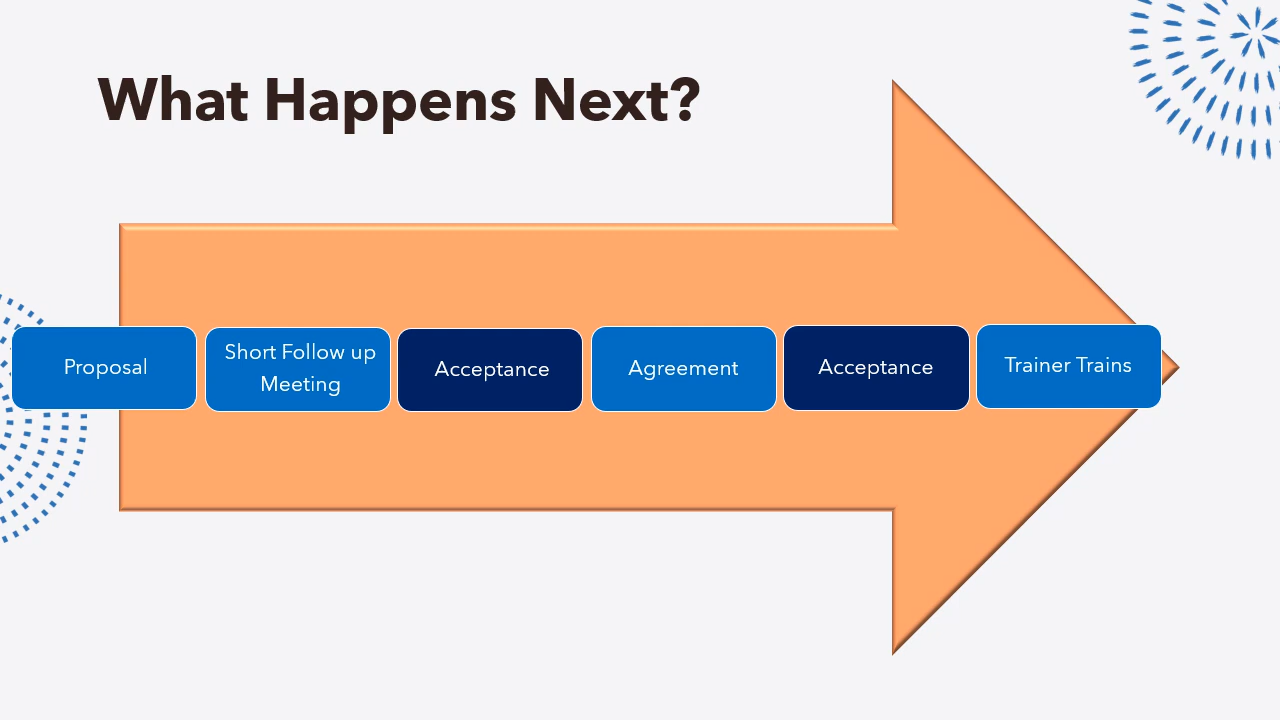 What Happens Next?
Proposal
Short Follow up
Meeting
Acceptance
Agreement
Acceptance
Trainer Trains